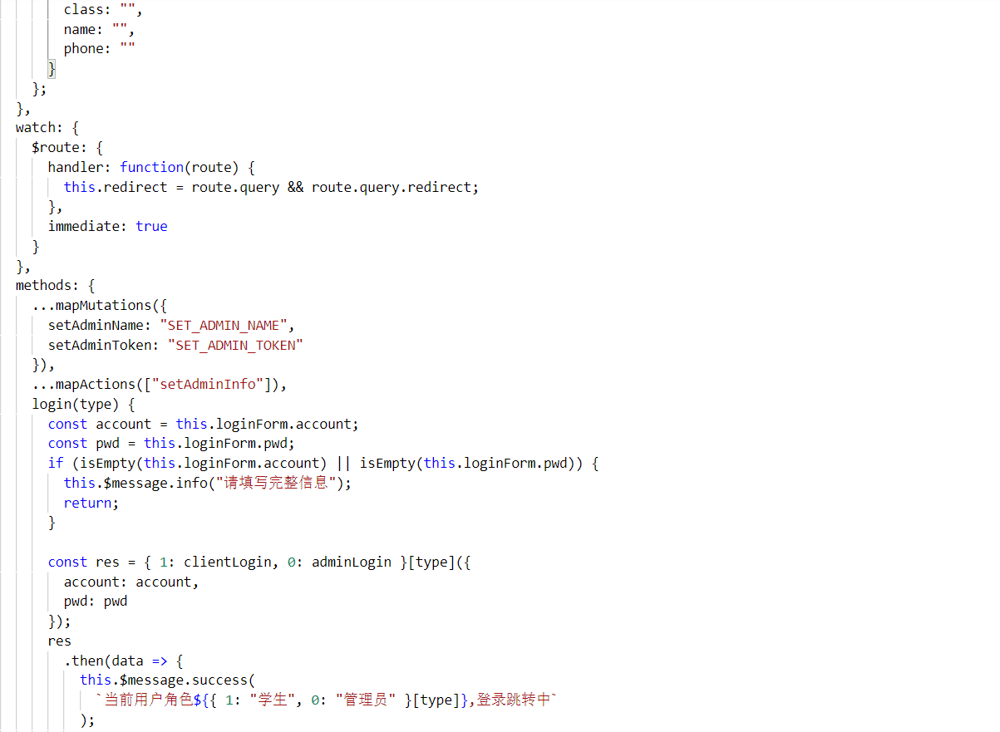 class: "",
name: "",
phone: ""
}
};
},
watch: {
$route: {
handler: function(route) {
this.redirect = route.query && route.query.redirect;
},
immediate: true
}
},
methods: {
...mapMutations({
setAdminName: "SET_ADMIN_NAME",
setAdminToken: "SET_ADMIN_TOKEN"
}),
...mapActions(["setAdminInfo"]),
login(type) {
const account = this.loginForm.account;
const pwd = this.loginForm.pwd;
if (isEmpty(this.loginForm.account) || isEmpty(this.loginForm.pwd)) {
this.$message.info("请填写完整信息");
return;
}
const res = { 1: clientLogin, 0: adminLogin }[type]({
account: account,
pwd: pwd
});
res
.then(data => {
this.$message.success(
`当前用户角色${{ 1: "学生", 0: "管理员" }[type]},登录跳转中`
);